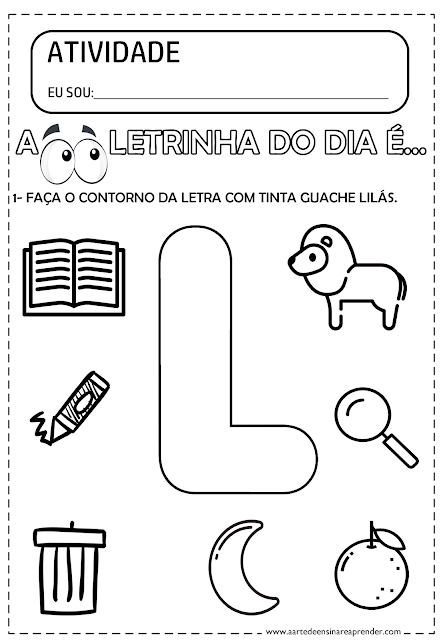 ATIVIDADE
EU SOU:
A LETRINHA DO DIA É...
1- FAÇA O CONTORNO DA LETRA COM TINTA GUACHE LILÁS.
L
www.aartedeensinareaprender.com